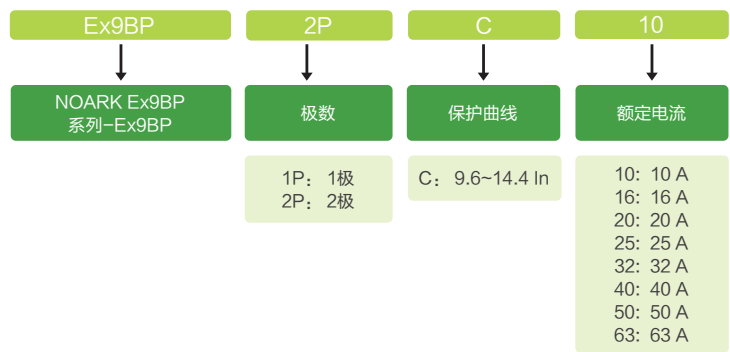 Ex9BP
2P
C
10
NOARK Ex9BP
系列-Ex9BP
极数
保护曲线
额定电流
1P： 1极
2P： 2极
C： 9.6~14.4 In
10: 10 A
16: 16 A
20: 20 A
25: 25 A
32: 32 A
40: 40 A
50: 50 A
63: 63 A